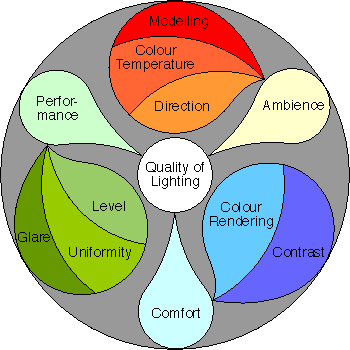 Modelling
Colour
Temperature
Direction
Perfor-
mance
Ambience
Quality of
Lighting
Level
Glare
Uniformity
Colour
Rendering
Contrast
Comfort